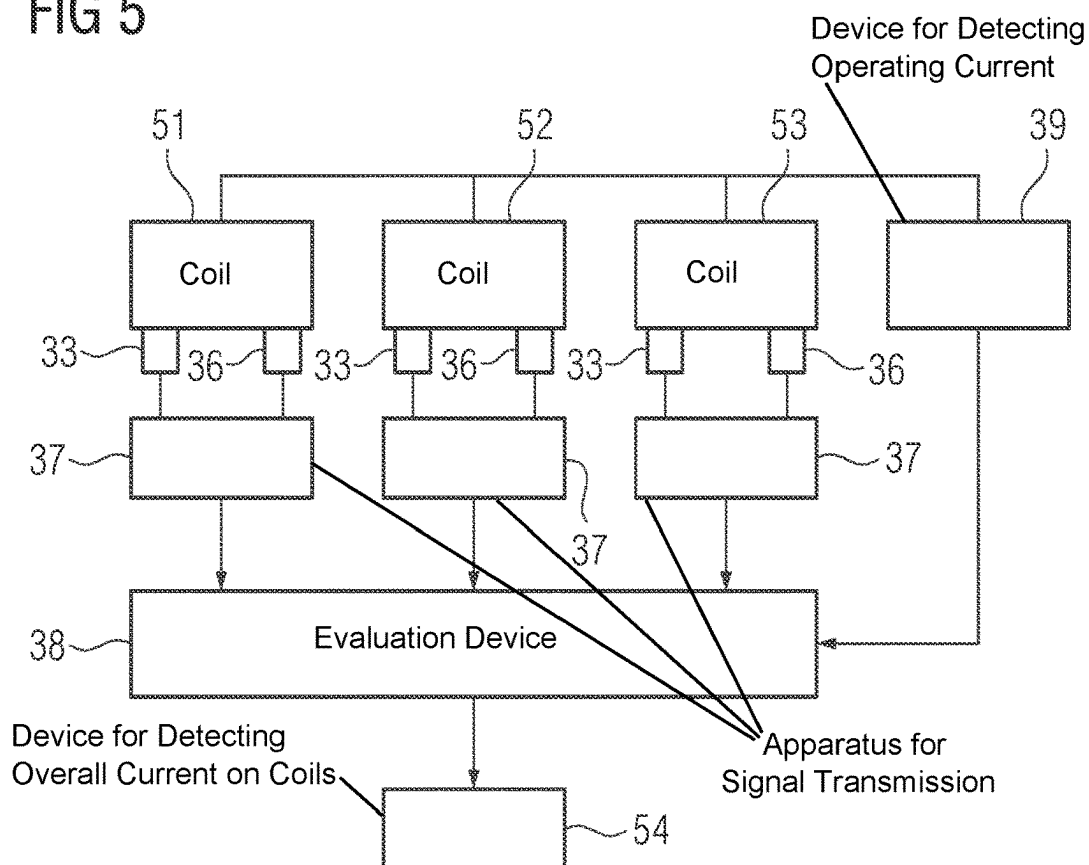 FIG 5
Device for Detecting
Operating Current
51
52
53
39
Coil
Coil
Coil
33
36
33
36
33
36
37
37
37
38
Evaluation Device
Device for Detecting
Overall Current on Coils
Apparatus for
Signal Transmission
54